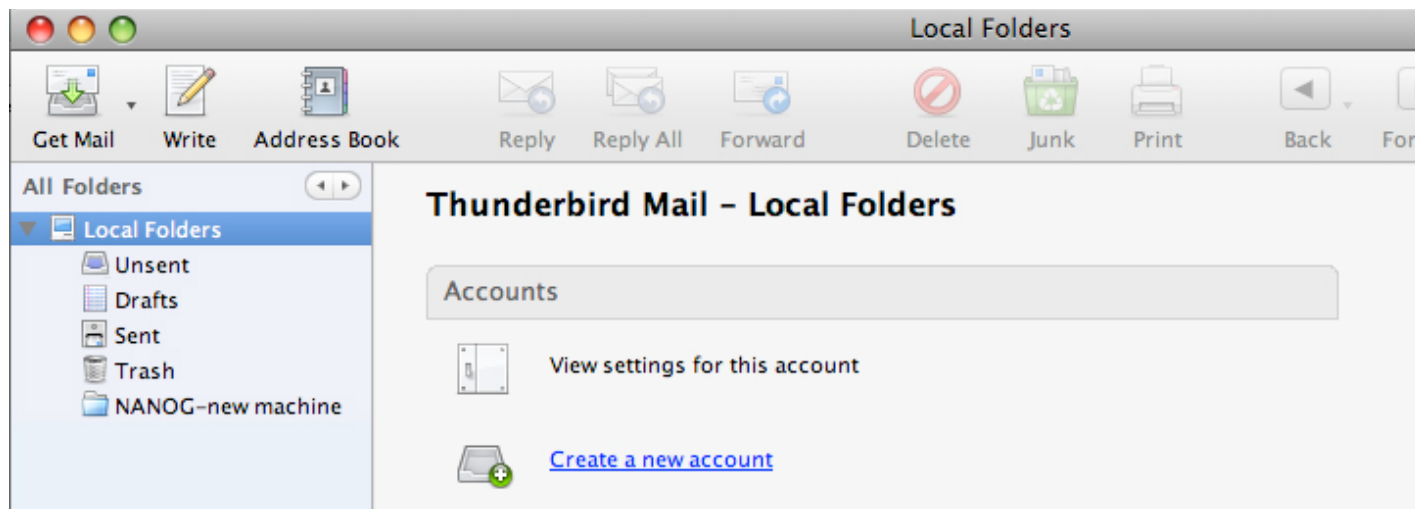 Local Folders
Get Mail Write Address Book Reply Reply All Forward Delete Junk Print Back For
All Folders
Thunderbird Mail – Local Folders
Local Folders
Unsent
Drafts
Sent
Trash
NANOG-new machine
Accounts
View settings for this account
Create a new account